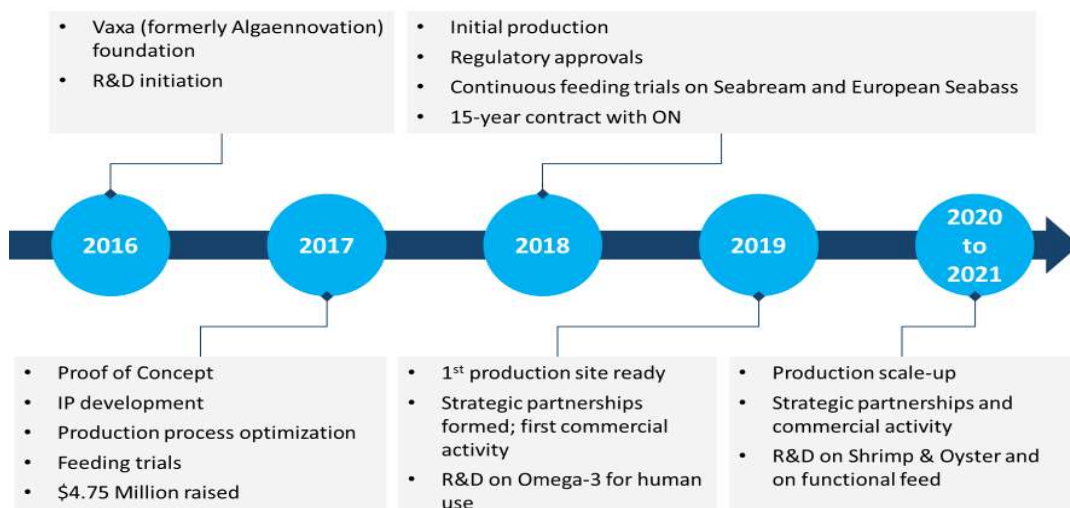 • Vaxa (formerly Algaennovation)
foundation
• R&D initiation
• Initial production
• Regulatory approvals
• Continuous feeding trials on Seabream and European Seabass
• 15-year contract with ON
2016
2017
2018
2019
2020
to
2021
• Proof of Concept
• IP development
• Production process optimization
• Feeding trials
• $4.75 Million raised
• 1st production site ready
• Strategic partnerships
formed; first commercial
activity
• R&D on Omega-3 for human
use
• Production scale-up
• Strategic partnerships and
commercial activity
• R&D on Shrimp & Oyster and
on functional feed